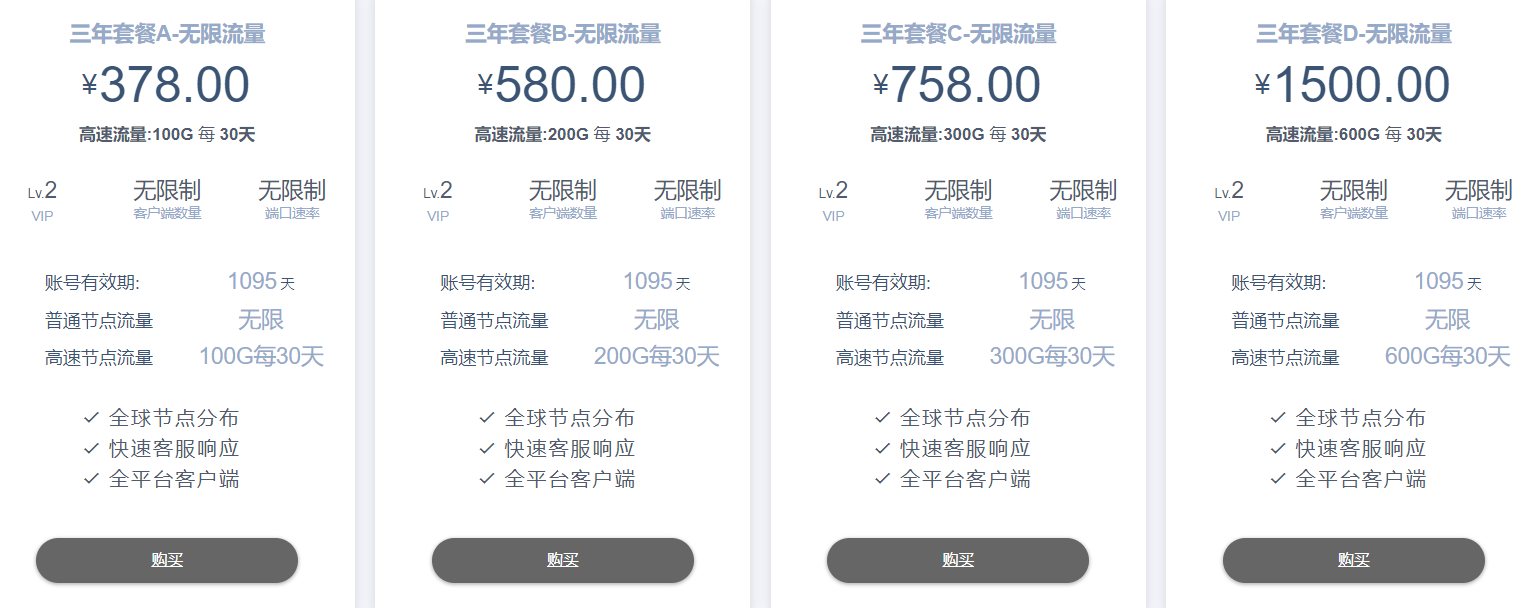 三年套餐A-无限流量
¥378.00
高速流量:100G 每 30天
Lv.2 无限制 无限制
VIP 客户端数量 端口速率
账号有效期: 1095 天
普通节点流量 无限
高速节点流量 100G每30天
✓ 全球节点分布
✓ 快速客服响应
✓ 全平台客户端
购买
三年套餐B-无限流量
¥580.00
高速流量:200G 每 30天
Lv.2 无限制 无限制
VIP 客户端数量 端口速率
账号有效期: 1095 天
普通节点流量 无限
高速节点流量 200G每30天
✓ 全球节点分布
✓ 快速客服响应
✓ 全平台客户端
购买
三年套餐C-无限流量
¥758.00
高速流量:300G 每 30天
Lv.2 无限制 无限制
VIP 客户端数量 端口速率
账号有效期: 1095 天
普通节点流量 无限
高速节点流量 300G每30天
✓ 全球节点分布
✓ 快速客服响应
✓ 全平台客户端
购买
三年套餐D-无限流量
¥1500.00
高速流量:600G 每 30天
Lv.2 无限制 无限制
VIP 客户端数量 端口速率
账号有效期: 1095 天
普通节点流量 无限
高速节点流量 600G每30天
✓ 全球节点分布
✓ 快速客服响应
✓ 全平台客户端
购买